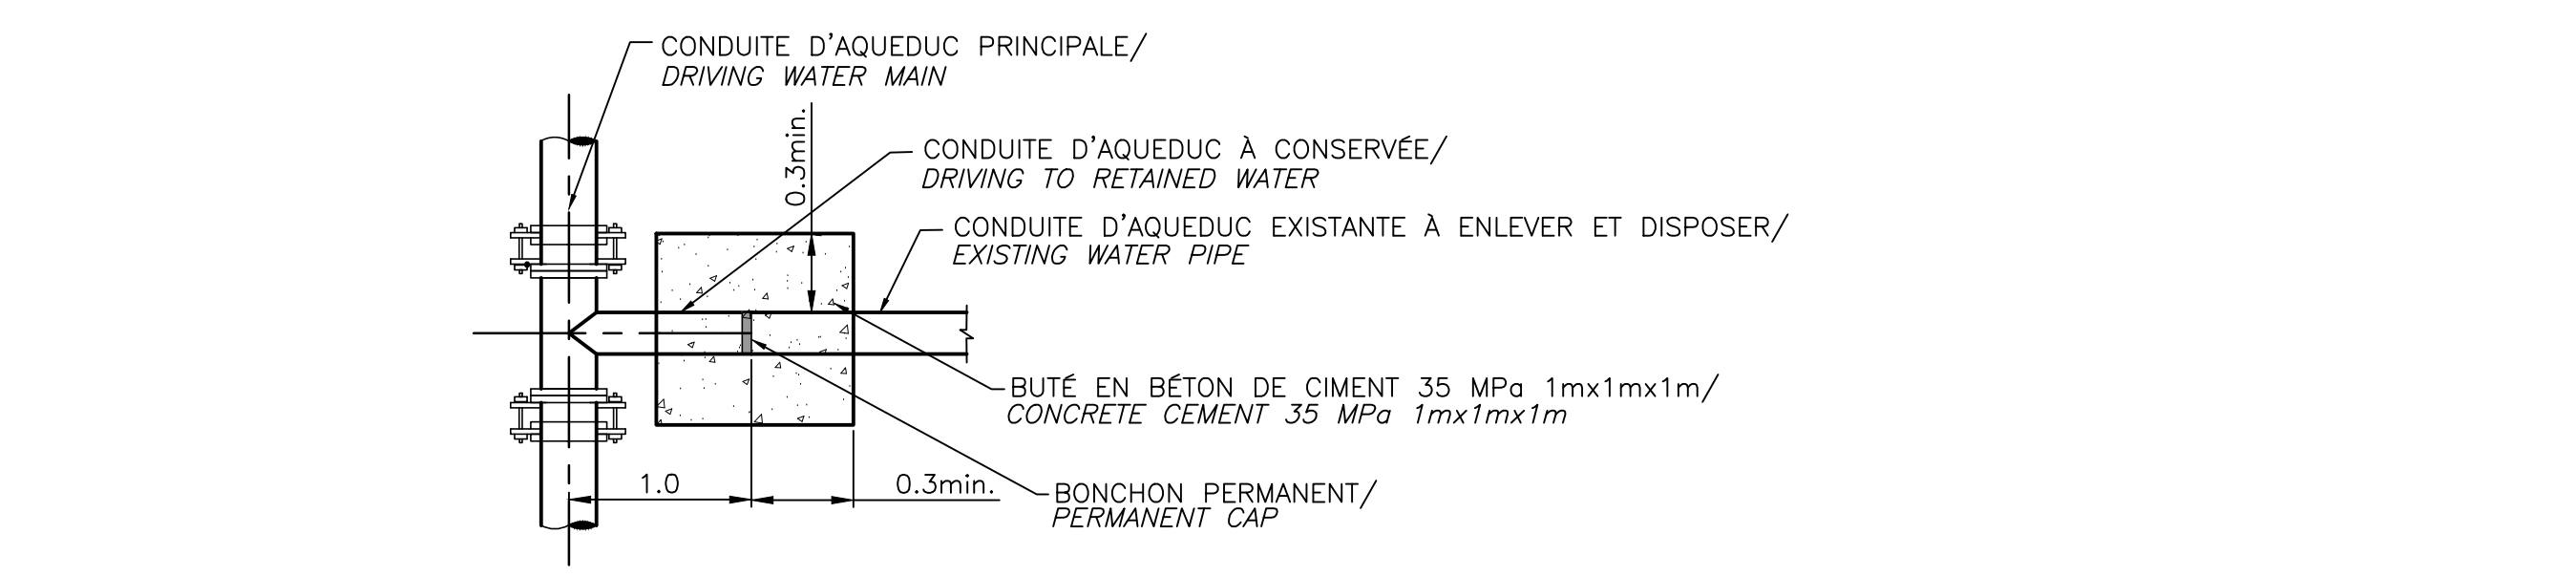 CONDUITE D'AQUEDUC PRINCIPALE/
DRIVING WATER MAIN
0.3min.
CONDUITE D'AQUEDUC À CONSERVÉE/
DRIVING TO RETAINED WATER
CONDUITE D'AQUEDUC EXISTANTE À ENLEVER ET DISPOSER/
EXISTING WATER PIPE
BUTÉ EN BÉTON DE CIMENT 35 MPa 1mx1mx1m/
CONCRETE CEMENT 35 MPa 1mx1mx1m
1.0
0.3min.
BONCHON PERMANENT/
PERMANENT CAP